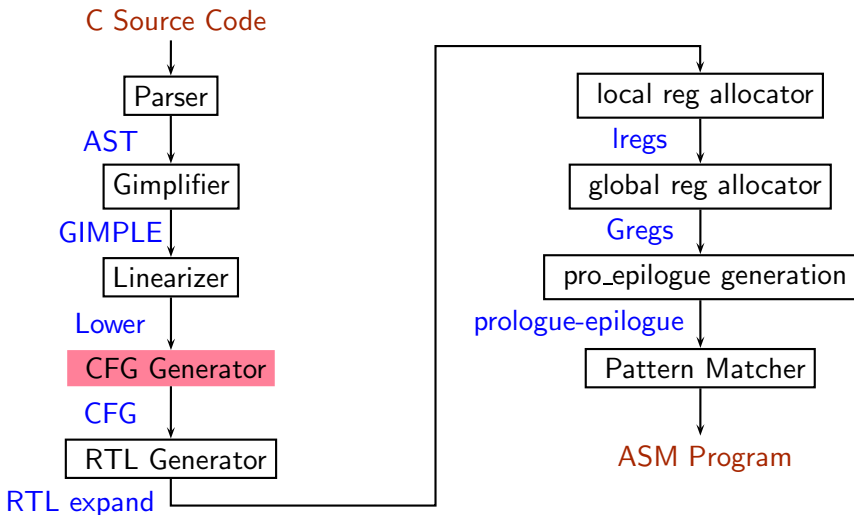 C Source Code
Parser
AST
Gimplifier
GIMPLE
Linearizer
Lower
CFG Generator
CFG
RTL Generator
RTL expand
local reg allocator
lregs
global reg allocator
Gregs
pro_epilogue generation
prologue-epilogue
Pattern Matcher
ASM Program